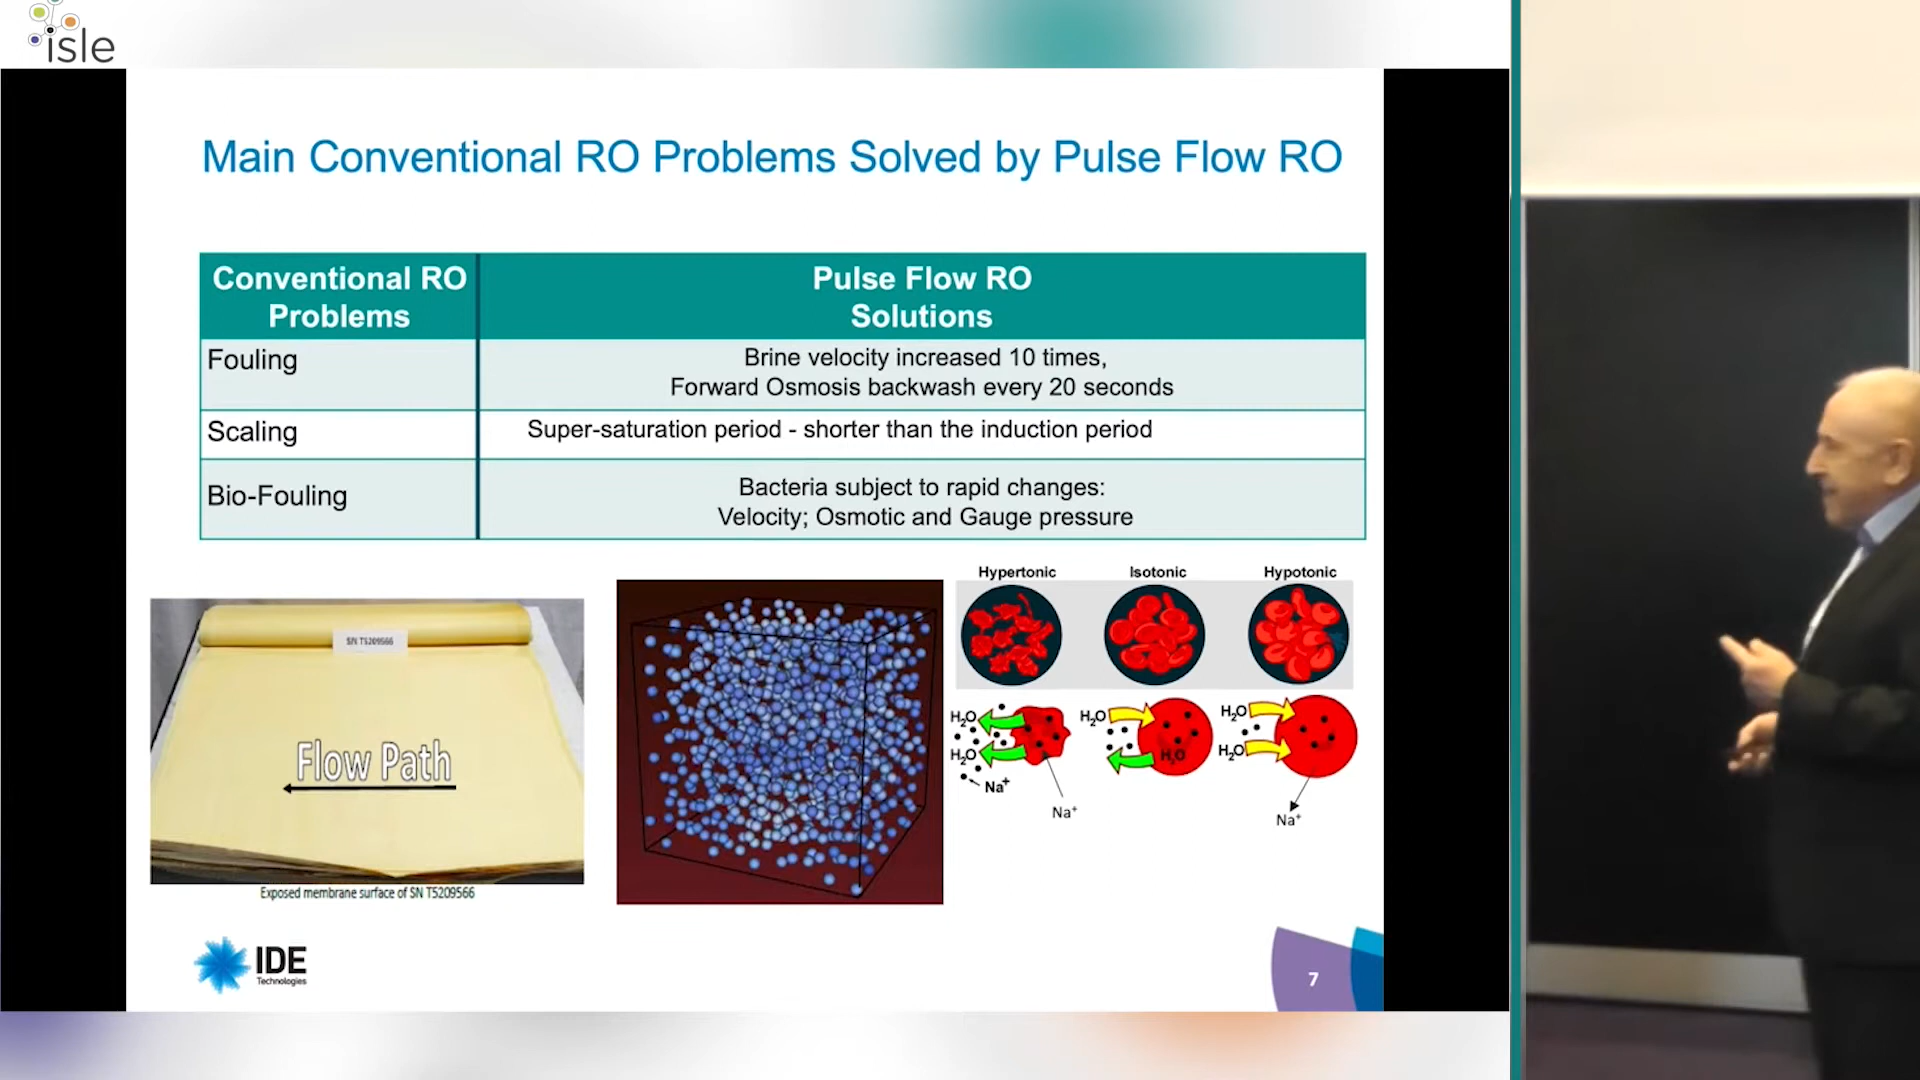 isle
Main Conventional RO Problems Solved by Pulse Flow RO
Conventional RO
Problems
Pulse Flow RO
Solutions
Fouling
Brine velocity increased 10 times,
Forward Osmosis backwash every 20 seconds
Scaling
Super-saturation period - shorter than the induction period
Bio-Fouling
Bacteria subject to rapid changes:
Velocity; Osmotic and Gauge pressure
SN T5209566
Flow Path
Exposed membrane surface of SN T5209566
Hypertonic
Isotonic
Hypotonic
H₂O
H₂O
Na⁺
Na⁺
H₂O
H₂O
H₂O
H₂O
Na⁺
IDE
Technologies
7